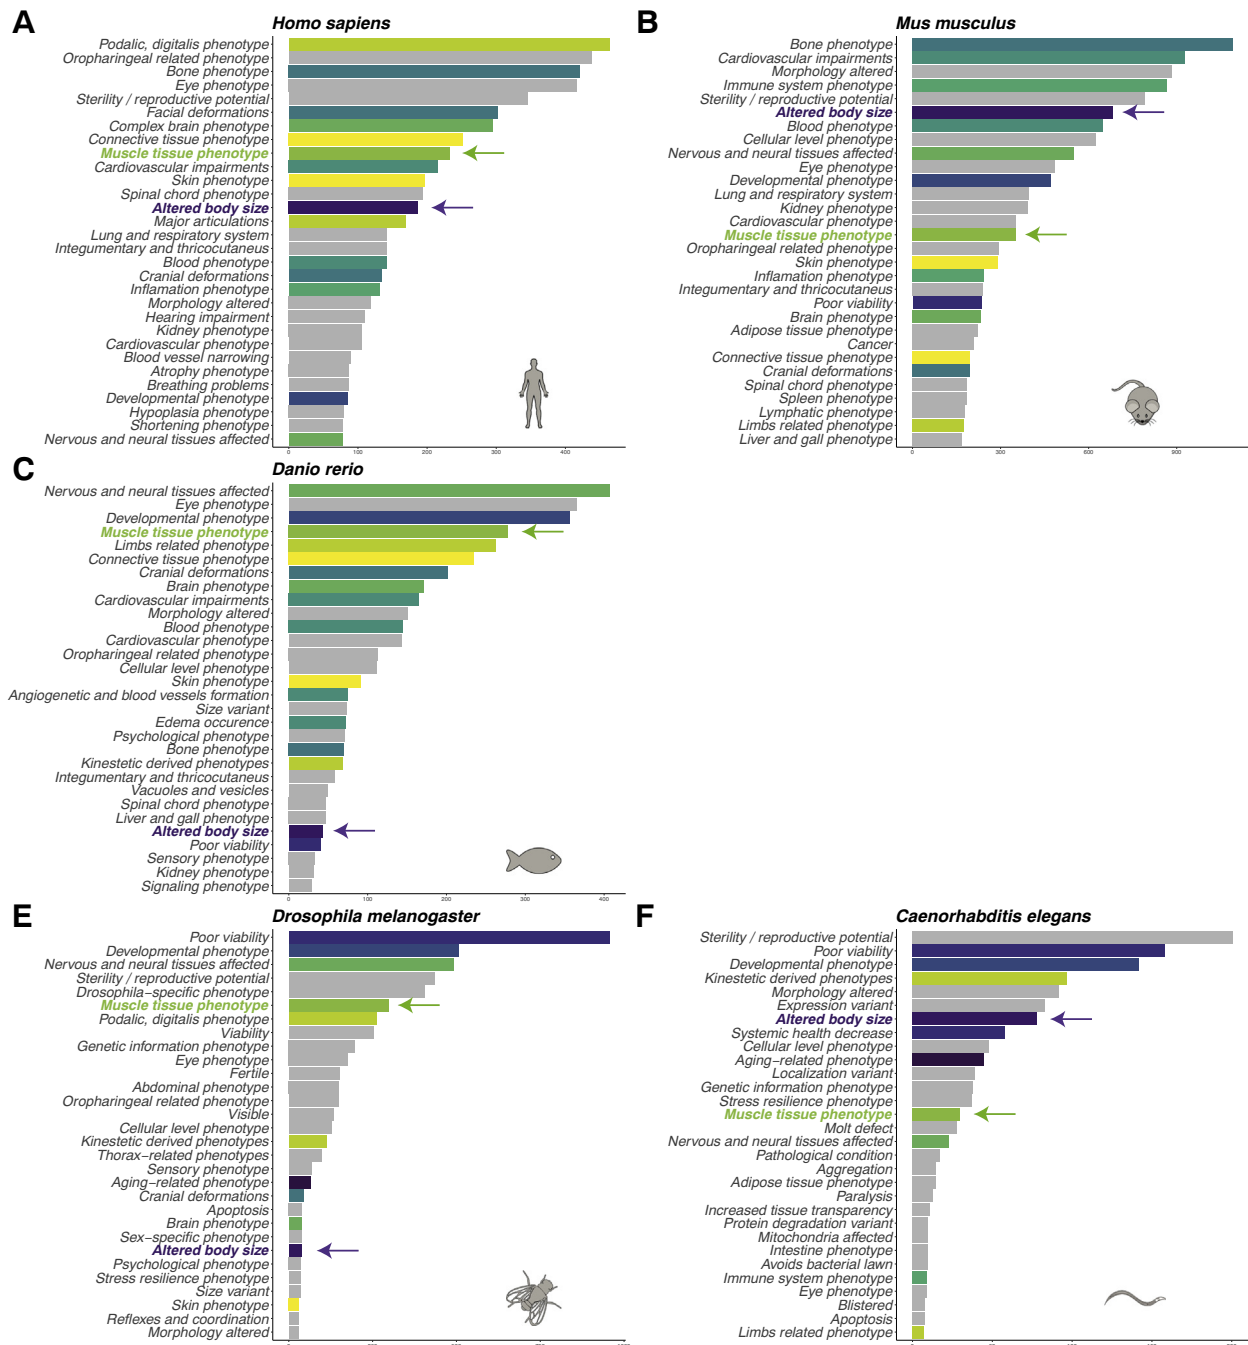 A
Homo sapiens
Podalic, digitalis phenotype
Oropharingeal related phenotype
Bone phenotype
Eye phenotype
Sterility / reproductive potential
Facial deformations
Complex brain phenotype
Connective tissue phenotype
Muscle tissue phenotype
Cardiovascular impairments
Skin phenotype
Spinal chord phenotype
Altered body size
Major articulations
Lung and respiratory system
Integumentary and thricocutaneus
Blood phenotype
Cranial deformations
Inflamation phenotype
Morphology altered
Hearing impairment
Kidney phenotype
Cardiovascular phenotype
Blood vessel narrowing
Atrophy phenotype
Breathing problems
Developmental phenotype
Hypoplasia phenotype
Shortening phenotype
Nervous and neural tissues affected
0 100 200 300 400
B
Mus musculus
Bone phenotype
Cardiovascular impairments
Morphology altered
Immune system phenotype
Sterility / reproductive potential
Altered body size
Blood phenotype
Cellular level phenotype
Nervous and neural tissues affected
Eye phenotype
Developmental phenotype
Lung and respiratory system
Kidney phenotype
Cardiovascular phenotype
Muscle tissue phenotype
Oropharingeal related phenotype
Skin phenotype
Inflamation phenotype
Integumentary and thricocutaneus
Poor viability
Brain phenotype
Adipose tissue phenotype
Cancer
Connective tissue phenotype
Cranial deformations
Spinal chord phenotype
Spleen phenotype
Lymphatic phenotype
Limbs related phenotype
Liver and gall phenotype
0 300 600 900
C
Danio rerio
Nervous and neural tissues affected
Eye phenotype
Developmental phenotype
Muscle tissue phenotype
Limbs related phenotype
Connective tissue phenotype
Cranial deformations
Brain phenotype
Cardiovascular impairments
Morphology altered
Blood phenotype
Cardiovascular phenotype
Oropharingeal related phenotype
Cellular level phenotype
Skin phenotype
Angiogenetic and blood vessels formation
Size variant
Edema occurence
Psychological phenotype
Bone phenotype
Kinestetic derived phenotypes
Integumentary and thricocutaneus
Vacuoles and vesicles
Spinal chord phenotype
Liver and gall phenotype
Altered body size
Poor viability
Sensory phenotype
Kidney phenotype
Signaling phenotype
0 100 200 300 400
E
Drosophila melanogaster
Poor viability
Developmental phenotype
Nervous and neural tissues affected
Sterility / reproductive potential
Drosophila−specific phenotype
Muscle tissue phenotype
Podalic, digitalis phenotype
Viability
Genetic information phenotype
Eye phenotype
Fertile
Abdominal phenotype
Oropharingeal related phenotype
Visible
Cellular level phenotype
Kinestetic derived phenotypes
Thorax−related phenotypes
Sensory phenotype
Aging−related phenotype
Cranial deformations
Apoptosis
Brain phenotype
Sex−specific phenotype
Altered body size
Psychological phenotype
Stress resilience phenotype
Size variant
Skin phenotype
Reflexes and coordination
Morphology altered
F
Caenorhabditis elegans
Sterility / reproductive potential
Poor viability
Developmental phenotype
Kinestetic derived phenotypes
Morphology altered
Expression variant
Altered body size
Systemic health decrease
Cellular level phenotype
Aging−related phenotype
Localization variant
Genetic information phenotype
Stress resilience phenotype
Muscle tissue phenotype
Molt defect
Nervous and neural tissues affected
Pathological condition
Aggregation
Adipose tissue phenotype
Paralysis
Increased tissue transparency
Protein degradation variant
Mitochondria affected
Intestine phenotype
Avoids bacterial lawn
Immune system phenotype
Eye phenotype
Blistered
Apoptosis
Limbs related phenotype